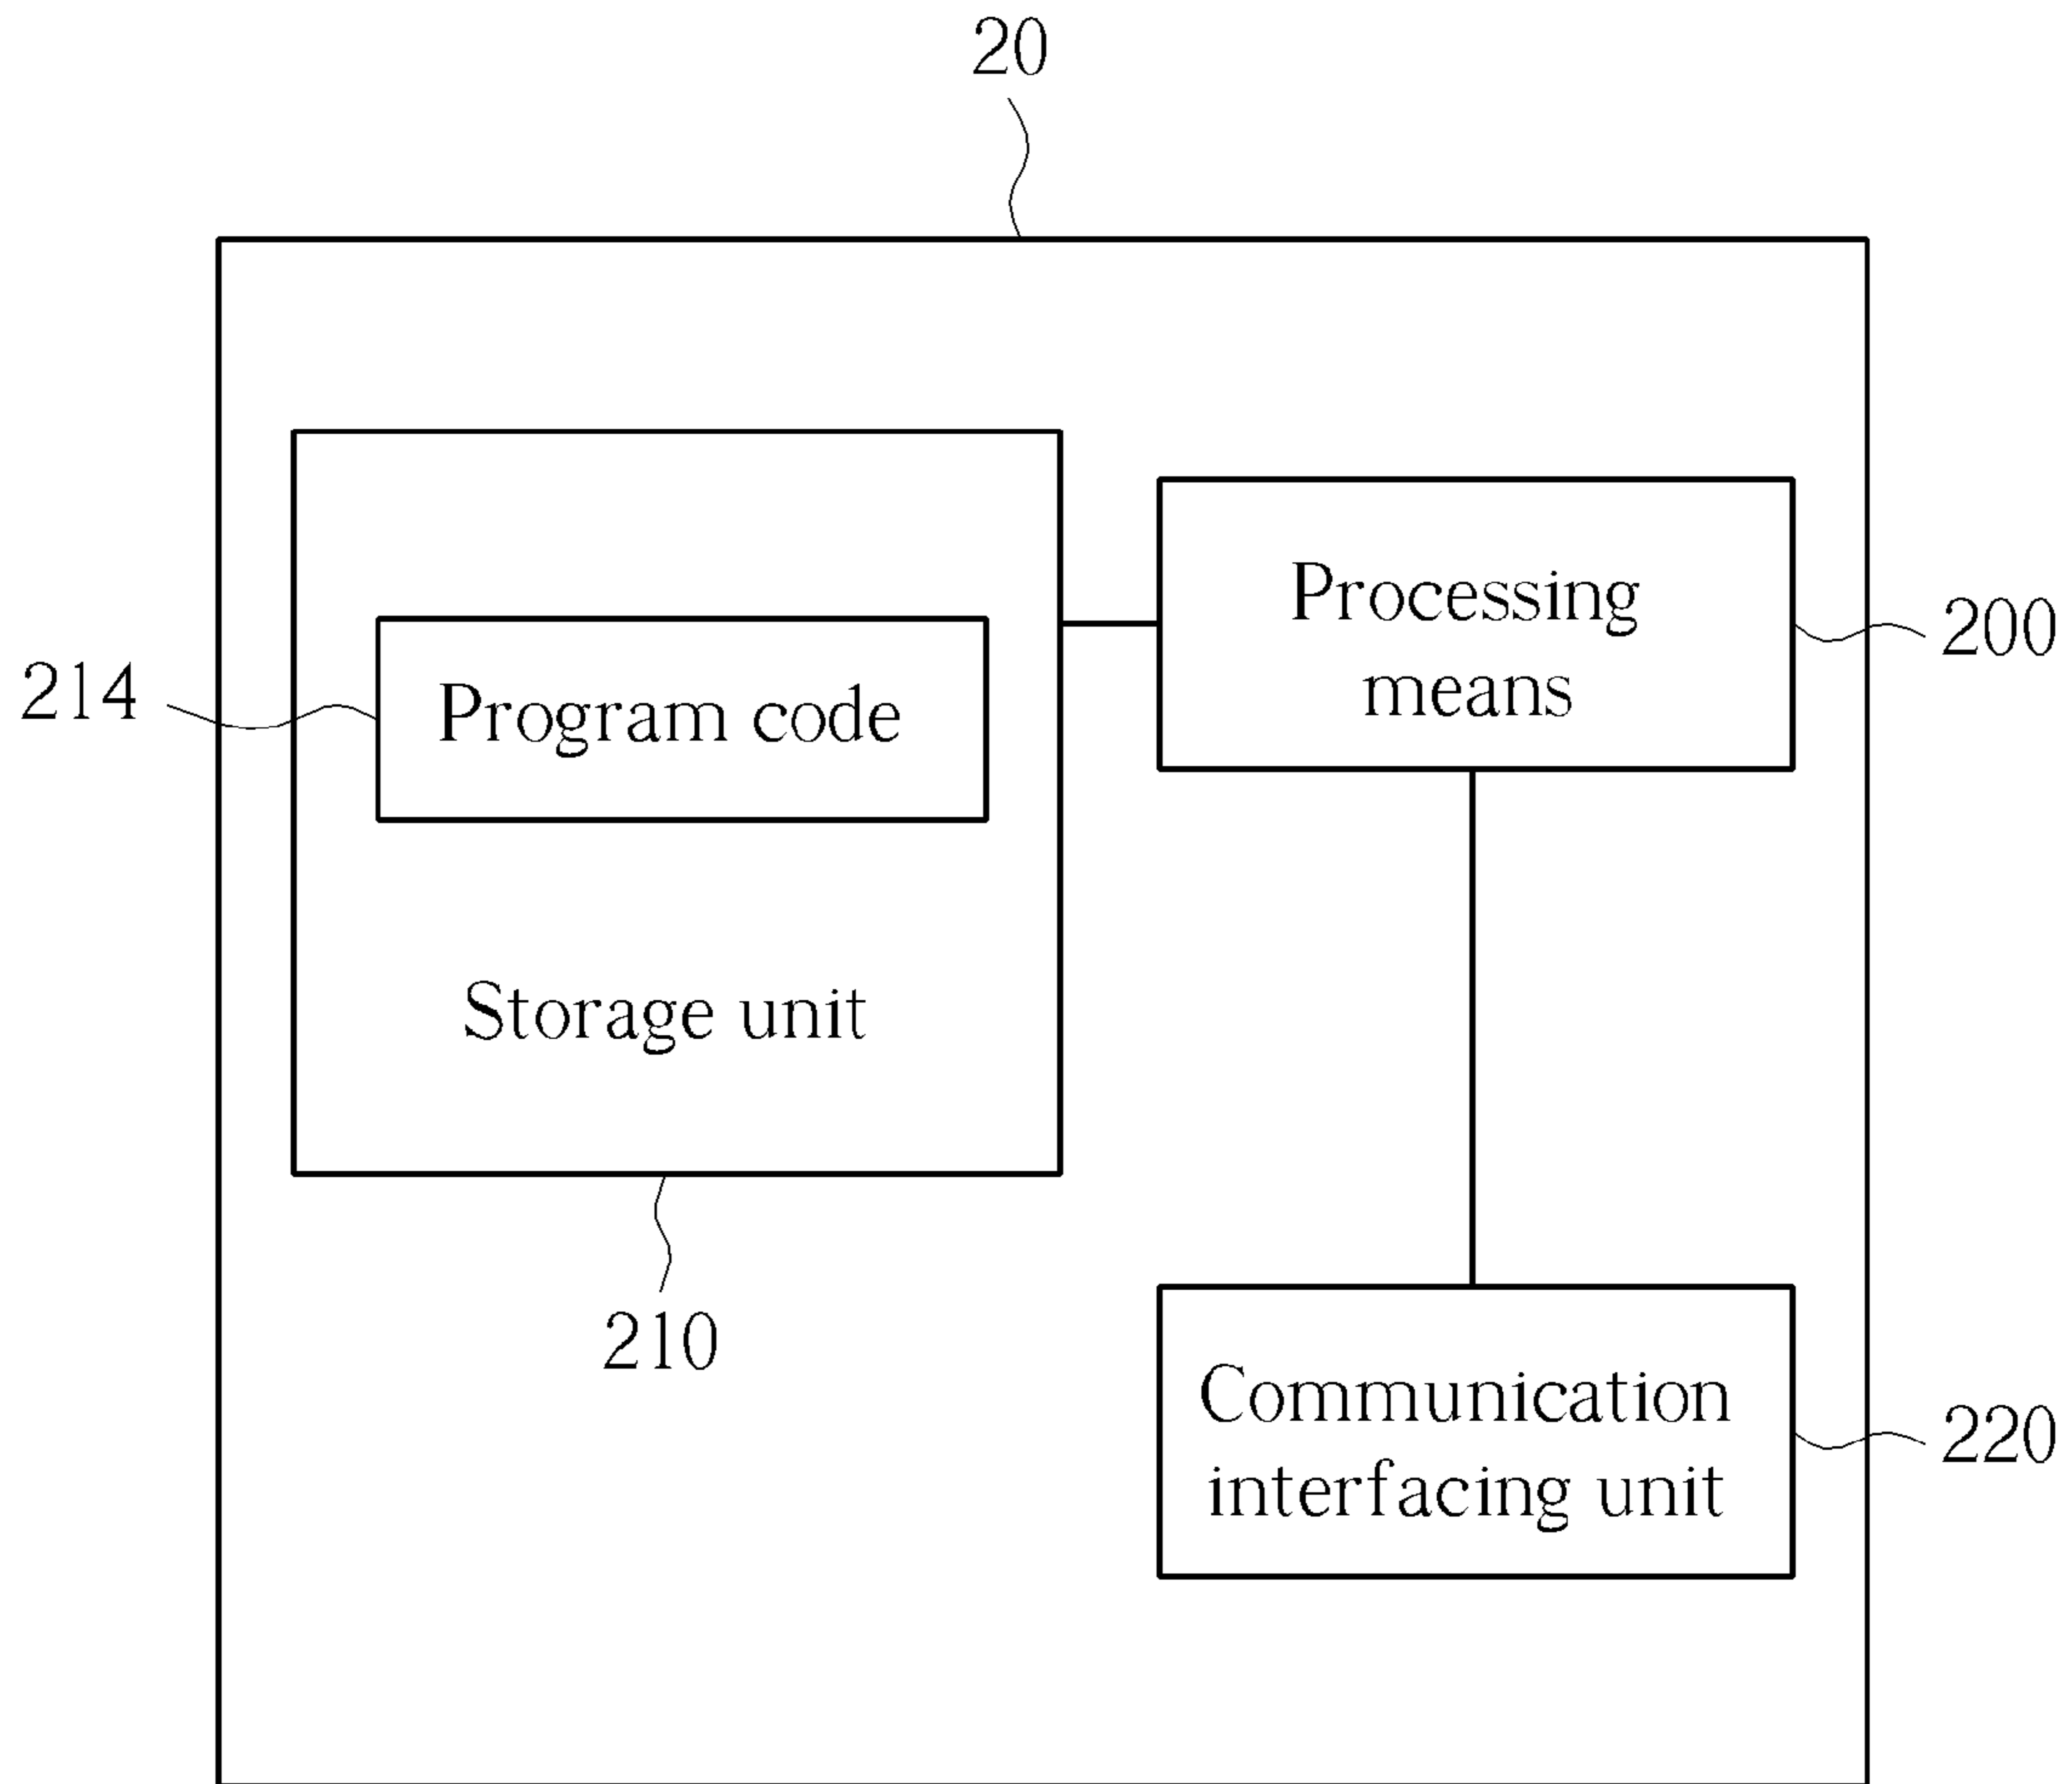 20
Processing
means
200
214
Program code
Storage unit
210
Communication
interfacing unit
220